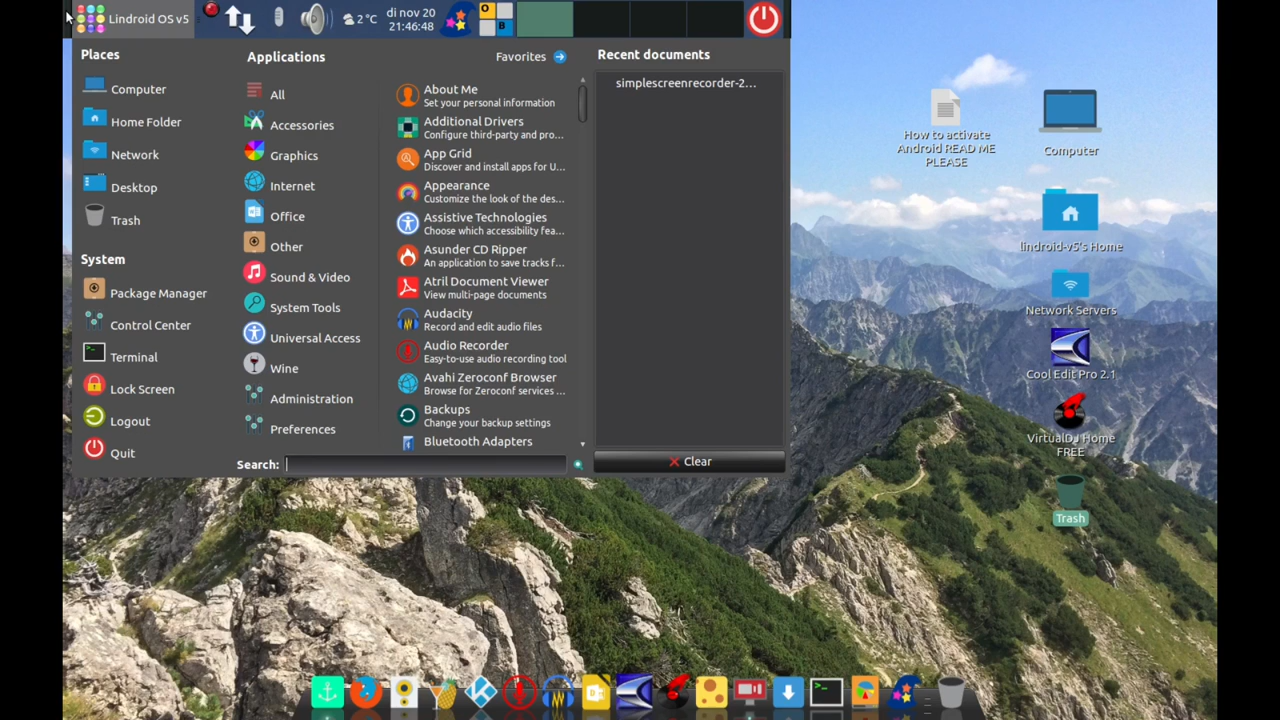 Lindroid OS v5
2 °C
di nov 20
21:46:48
O
B
Places
Computer
Home Folder
Network
Desktop
Trash
System
Package Manager
Control Center
Terminal
Lock Screen
Logout
Quit
Applications
Favorites
All
Accessories
Graphics
Internet
Office
Other
Sound & Video
System Tools
Universal Access
Wine
Administration
Preferences
About Me
Set your personal information
Additional Drivers
Configure third-party and pro...
App Grid
Discover and install apps for U...
Appearance
Customize the look of the des...
Assistive Technologies
Choose which accessibility fea...
Asunder CD Ripper
An application to save tracks f...
Atril Document Viewer
View multi-page documents
Audacity
Record and edit audio files
Audio Recorder
Easy-to-use audio recording tool
Avahi Zeroconf Browser
Browse for Zeroconf services ...
Backups
Change your backup settings
Bluetooth Adapters
Search:
Recent documents
simplescreenrecorder-2...
Clear
How to activate
Android READ ME
PLEASE
Computer
lindroid-v5's Home
Network Servers
Cool Edit Pro 2.1
VirtualDJ Home
FREE
Trash